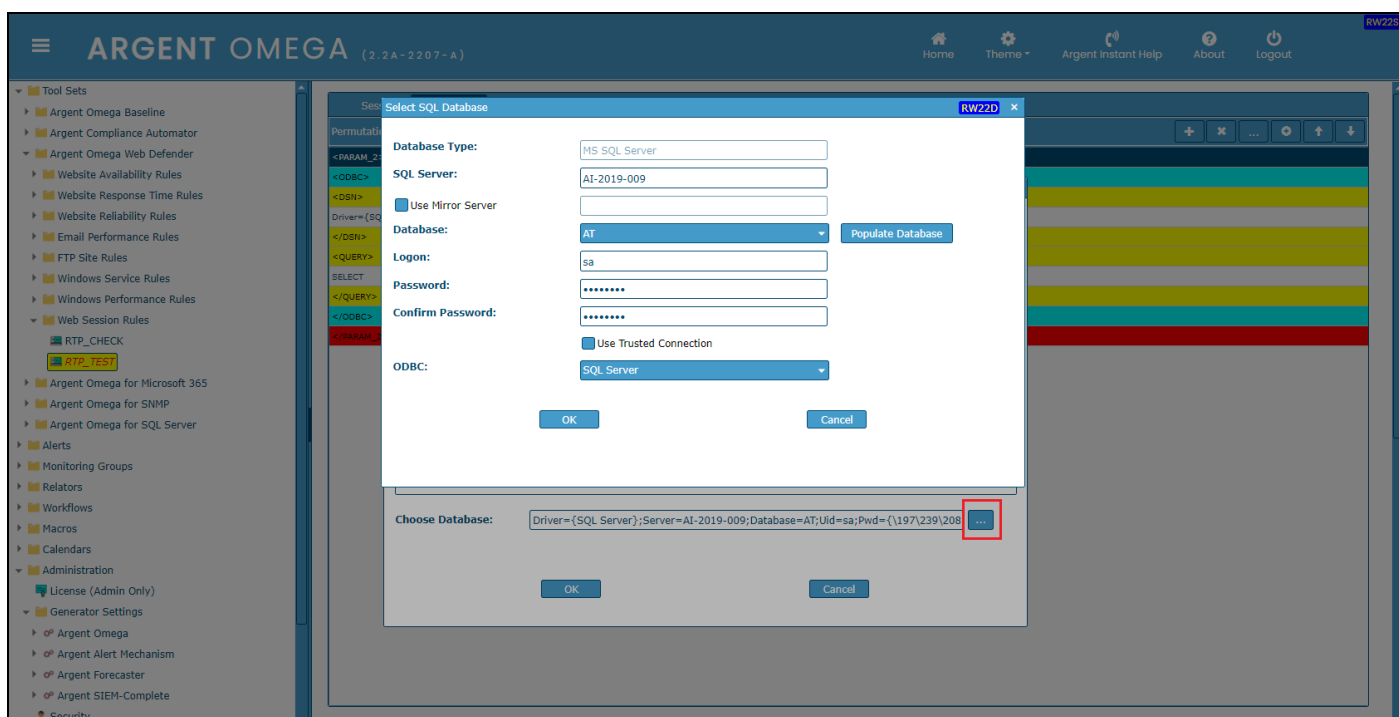 RW22S
ARGENT OMEGA (2.2A-2207-A)
Home
Theme
Argent Instant Help
About
Logout
Tool Sets
Argent Omega Baseline
Argent Compliance Automator
Argent Omega Web Defender
Website Availability Rules
Website Response Time Rules
Website Reliability Rules
Email Performance Rules
FTP Site Rules
Windows Service Rules
Windows Performance Rules
Web Session Rules
RTP_CHECK
RTP_TEST
Argent Omega for Microsoft 365
Argent Omega for SNMP
Argent Omega for SQL Server
Alerts
Monitoring Groups
Relators
Workflows
Macros
Calendars
Administration
License (Admin Only)
Generator Settings
Argent Omega
Argent Alert Mechanism
Argent Forecaster
Argent SIEM-Complete
Security
Ses
Permutati
...
<PARAM_2>
<ODBC>
<DSN>
Driver={SQ
</DSN>
<QUERY>
SELECT
</QUERY>
</ODBC>
</PARAM_2
Select SQL Database RW22D ×
Database Type: MS SQL Server
SQL Server: AI-2019-009
Use Mirror Server
Database: AT Populate Database
Logon: sa
Password: ••••••••
Confirm Password: ••••••••
Use Trusted Connection
ODBC: SQL Server
OK Cancel
Choose Database: Driver={SQL Server};Server=AI-2019-009;Database=AT;Uid=sa;Pwd={\197\239\208 ...
OK Cancel